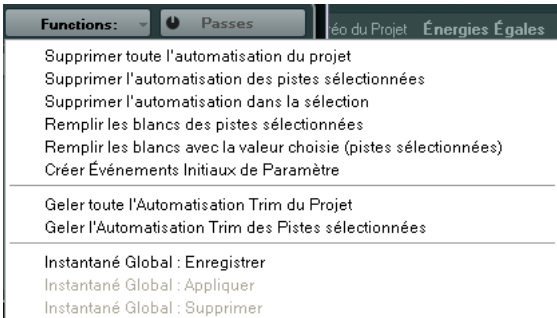 Functions: Passes éo du Projet Énergies Égales
Supprimer toute l'automatisation du projet
Supprimer l'automatisation des pistes sélectionnées
Supprimer l'automatisation dans la sélection
Remplir les blancs des pistes sélectionnées
Remplir les blancs avec la valeur choisie (pistes sélectionnées)
Créer Événements Initiaux de Paramètre
Geler toute l'Automatisation Trim du Projet
Geler l'Automatisation Trim des Pistes sélectionnées
Instantané Global : Enregistrer
Instantané Global : Appliquer
Instantané Global : Supprimer